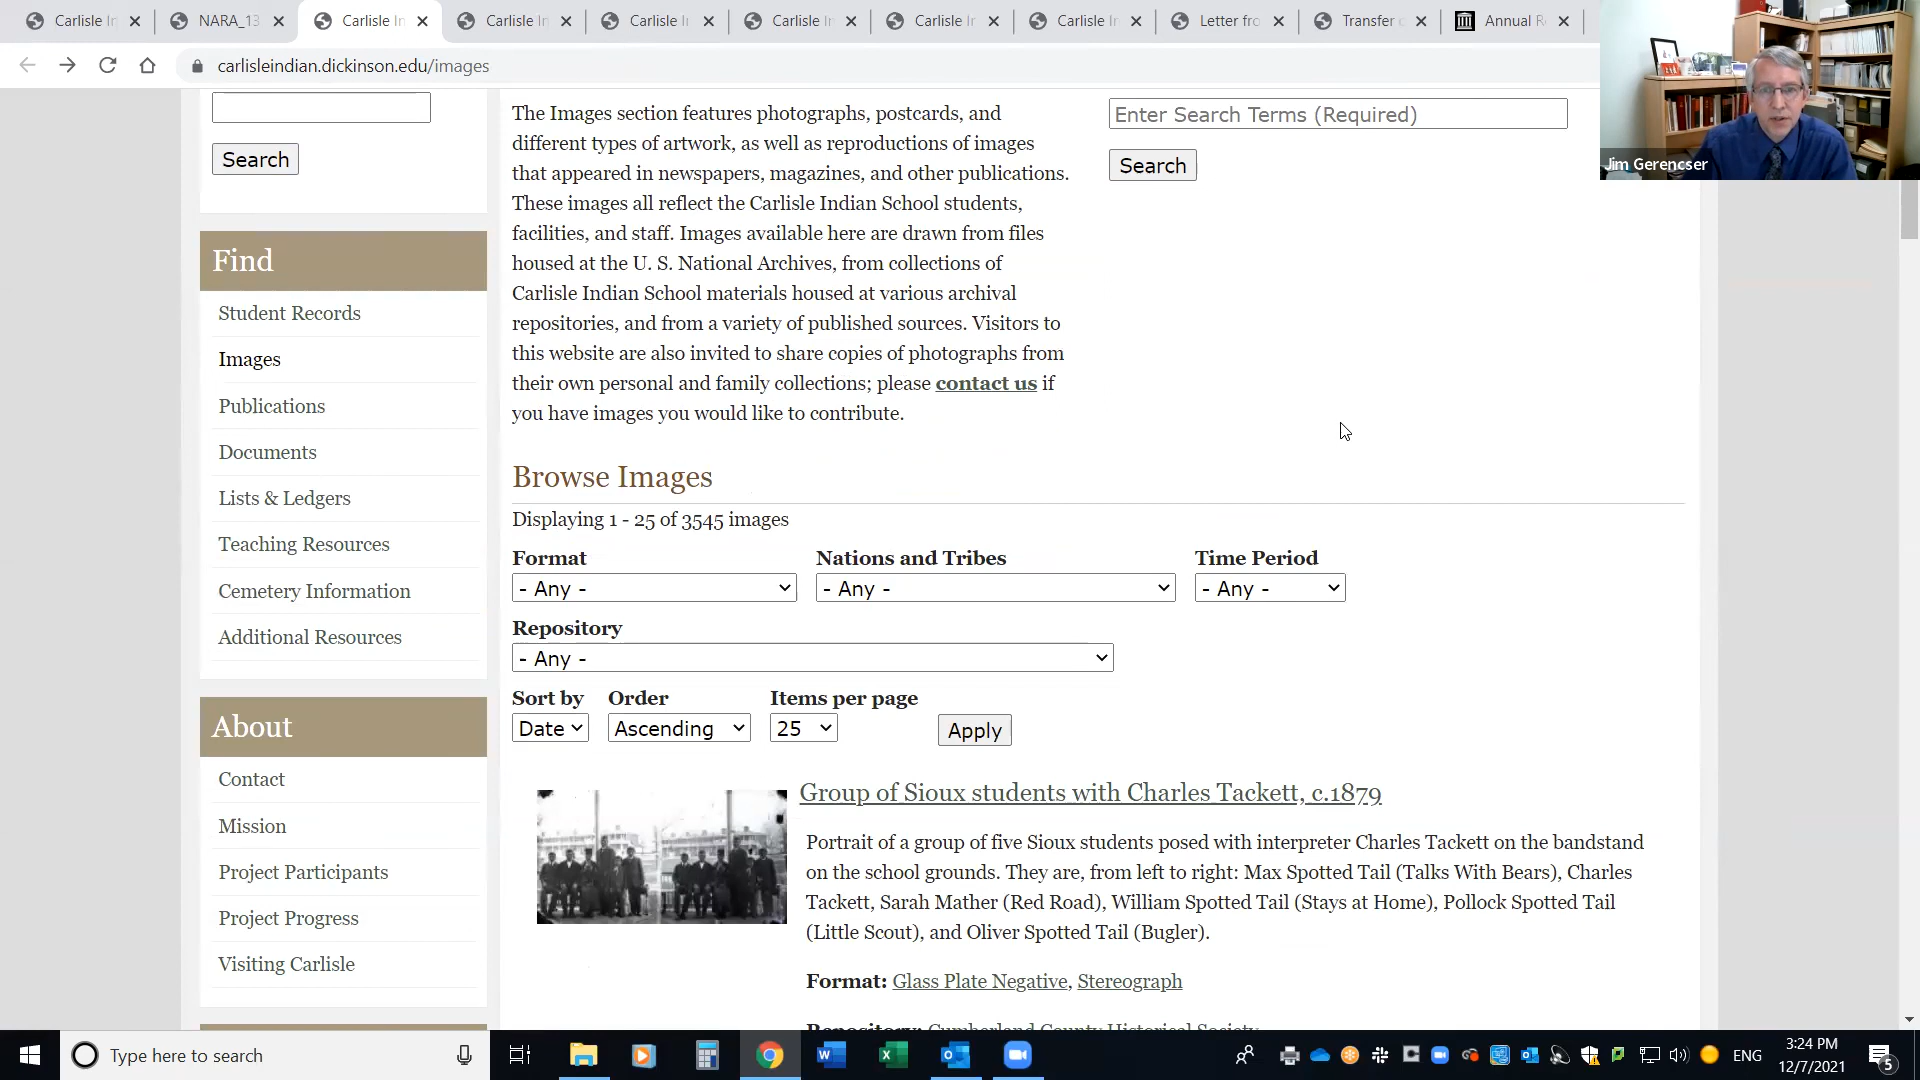 Carlisle In
NARA_13
Carlisle In
Carlisle In
Carlisle In
Carlisle In
Carlisle In
Carlisle In
Letter fro
Transfer
Annual R
carlisleindian.dickinson.edu/images
Jim Gerencser
Search
Find
Student Records
Images
Publications
Documents
Lists & Ledgers
Teaching Resources
Cemetery Information
Additional Resources
About
Contact
Mission
Project Participants
Project Progress
Visiting Carlisle
The Images section features photographs, postcards, and
different types of artwork, as well as reproductions of images
that appeared in newspapers, magazines, and other publications.
These images all reflect the Carlisle Indian School students,
facilities, and staff. Images available here are drawn from files
housed at the U. S. National Archives, from collections of
Carlisle Indian School materials housed at various archival
repositories, and from a variety of published sources. Visitors to
this website are also invited to share copies of photographs from
their own personal and family collections; please contact us if
you have images you would like to contribute.
Enter Search Terms (Required)
Search
Browse Images
Displaying 1 - 25 of 3545 images
Format Nations and Tribes Time Period
- Any - - Any - - Any -
Repository
- Any -
Sort by Order Items per page
Date Ascending 25 Apply
Group of Sioux students with Charles Tackett, c.1879
Portrait of a group of five Sioux students posed with interpreter Charles Tackett on the bandstand
on the school grounds. They are, from left to right: Max Spotted Tail (Talks With Bears), Charles
Tackett, Sarah Mather (Red Road), William Spotted Tail (Stays at Home), Pollock Spotted Tail
(Little Scout), and Oliver Spotted Tail (Bugler).
Format: Glass Plate Negative, Stereograph
Repository: Cumberland County Historical Society
Type here to search
ENG
3:24 PM
12/7/2021
5